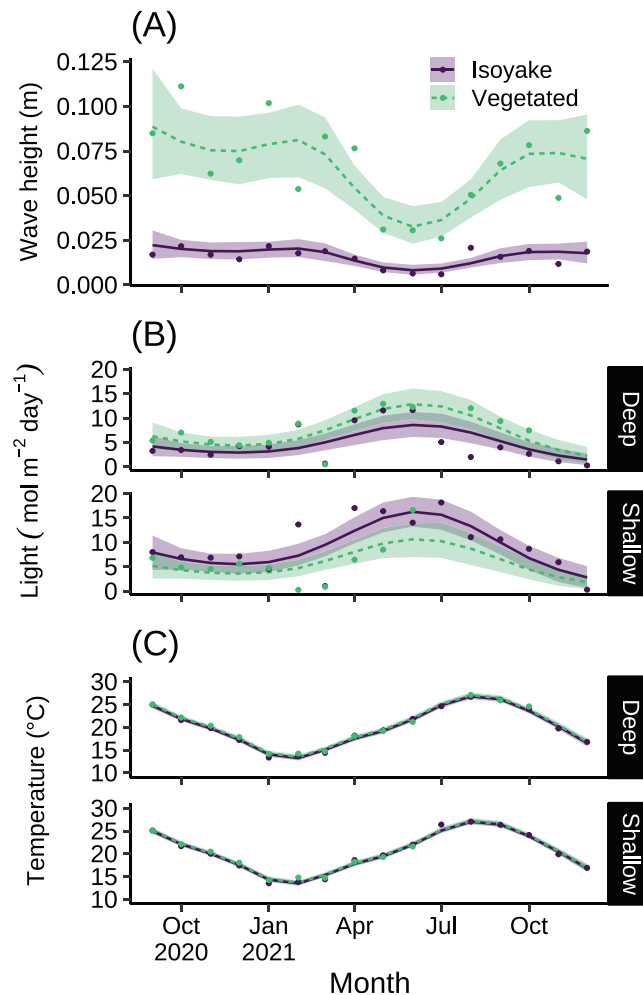 (A)
Wave height (m)
0.125
0.100
0.075
0.050
0.025
0.000
Isoyake
Vegetated
(B)
Light ( mol m⁻² day⁻¹)
20
15
10
5
0
Deep
20
15
10
5
0
Shallow
(C)
Temperature (°C)
30
25
20
15
10
Deep
30
25
20
15
10
Shallow
Oct Jan Apr Jul Oct
2020 2021
Month